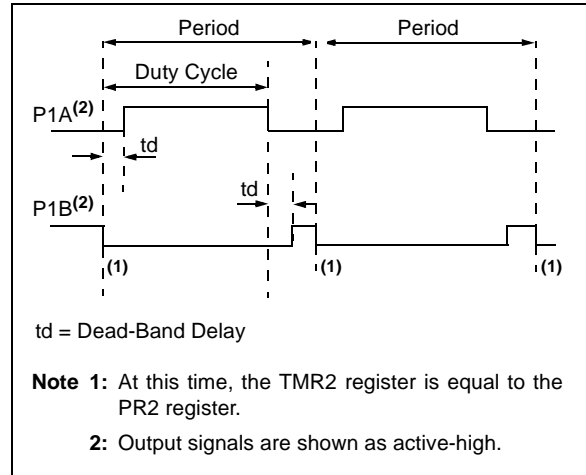 Period Period
Duty Cycle
P1A(2)
td
td
P1B(2)
(1) (1) (1)
td = Dead-Band Delay
Note 1: At this time, the TMR2 register is equal to the
PR2 register.
2: Output signals are shown as active-high.